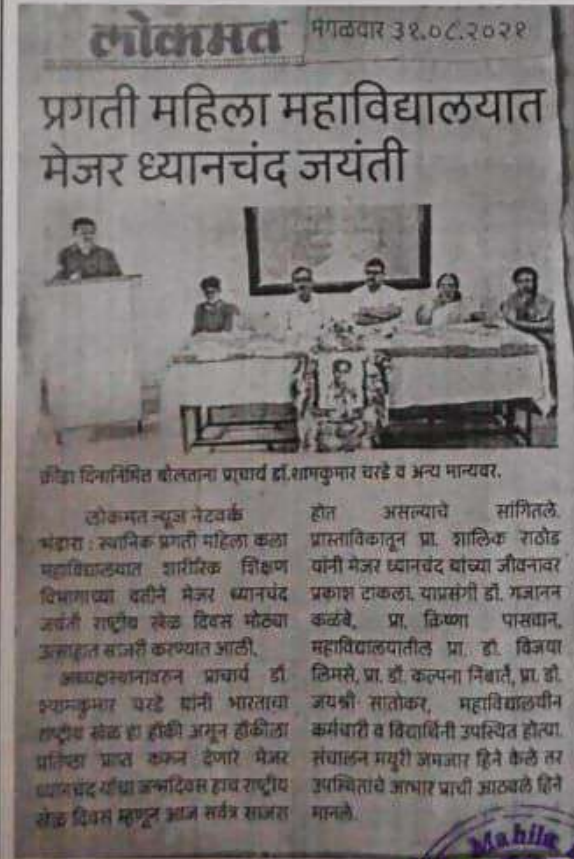 लोकमत
मंगळवार ३१.०८.२०२१
प्रगती महिला महाविद्यालयात
मेजर ध्यानचंद जयंती
क्रीडा दिनानिमित्त बोलताना प्राचार्य डॉ.शामकुमार चरडे व अन्य मान्यवर.
लोकमत न्यूज नेटवर्क
भंडारा : स्थानिक प्रगती महिला कला
महाविद्यालयात शारीरिक शिक्षण
विभागाच्या वतीने मेजर ध्यानचंद
जयंती राष्ट्रीय खेळ दिवस मोठ्या
उत्साहात साजरी करण्यात आली.
अध्यक्षस्थानावरुन प्राचार्य डॉ.
श्यामकुमार चरडे यांनी भारताचा
राष्ट्रीय खेळ हा हॉकी असून हॉकीला
प्रतिष्ठा प्राप्त करून देणारे मेजर
ध्यानचंद यांचा जन्मदिवस हाच राष्ट्रीय
खेळ दिवस म्हणून आज सर्वत्र साजरा
होत असल्याचे सांगितले.
प्रास्ताविकातून प्रा. शालिक राठोड
यांनी मेजर ध्यानचंद यांच्या जीवनावर
प्रकाश टाकला. याप्रसंगी डॉ. गजानन
कळंबे, प्रा. क्रिष्णा पासवान,
महाविद्यालयातील प्रा. डॉ. विजया
लिमसे, प्रा. डॉ. कल्पना निंबार्ते, प्रा. डॉ.
जयश्री सातोकर, महाविद्यालयीन
कर्मचारी व विद्यार्थिनी उपस्थित होत्या.
संचालन मयुरी जमजार हिने केले तर
उपस्थितांचे आभार प्राची आठवले हिने
मानले.
Mahila